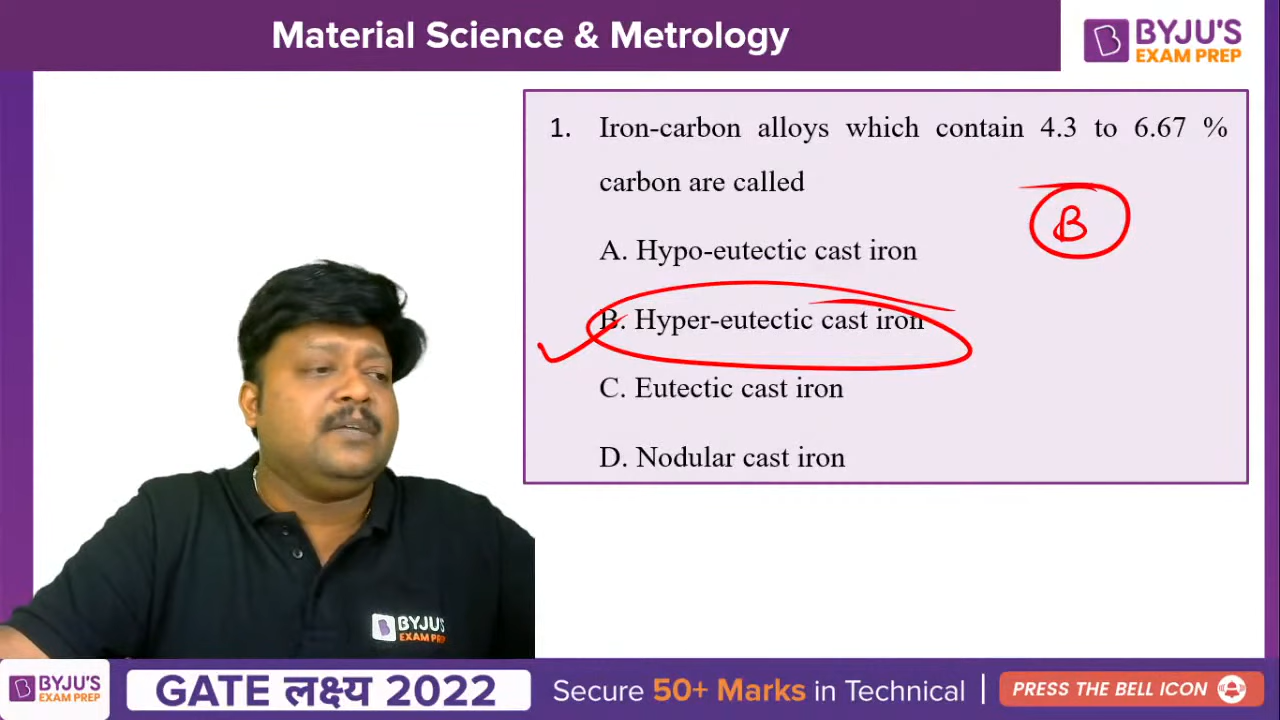 Material Science & Metrology
BYJU'S
EXAM PREP
1. Iron-carbon alloys which contain 4.3 to 6.67 %
carbon are called
B
A. Hypo-eutectic cast iron
B. Hyper-eutectic cast iron
C. Eutectic cast iron
D. Nodular cast iron
BYJU'S
EXAM PREP
BYJU'S
EXAM PREP
GATE लक्ष्य 2022
Secure 50+ Marks in Technical
PRESS THE BELL ICON